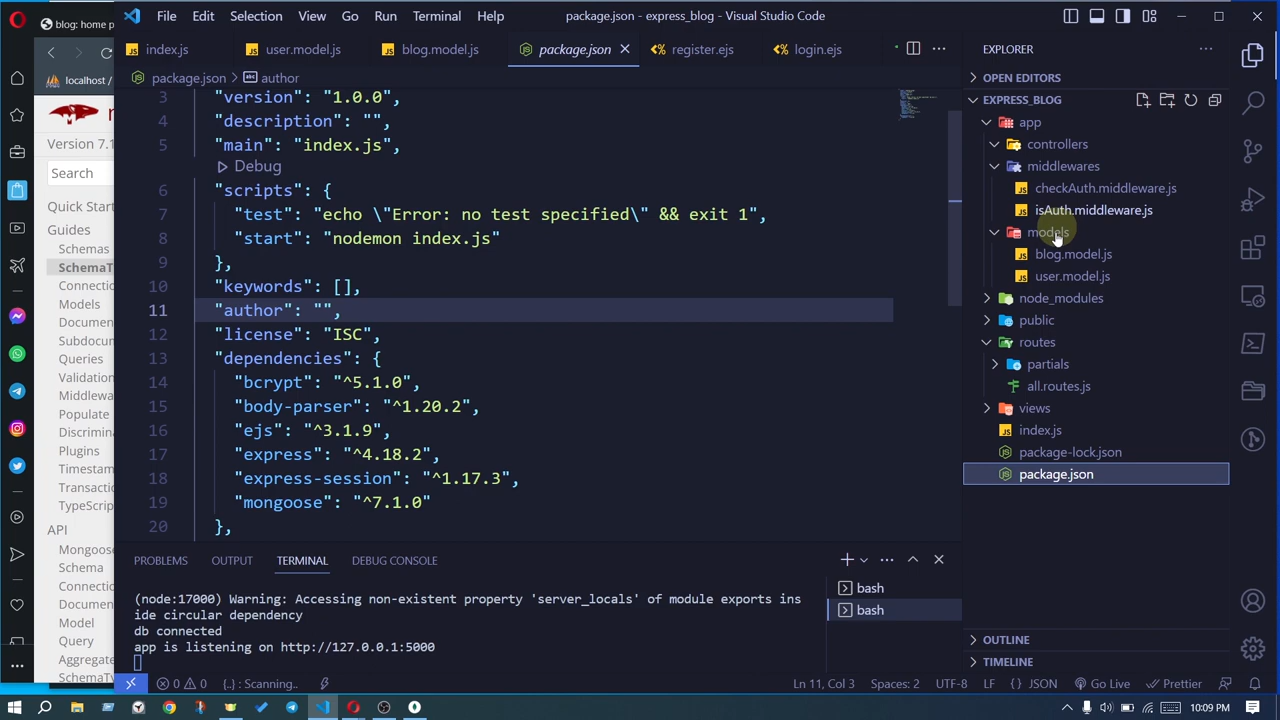 blog: home p
localhost /
Version 7.1
Search
Quick Star
Guides
Schemas
SchemaT
Connectio
Models
Docume
Subdocu
Queries
Validation
Middlewa
Populate
Discrimin
Plugins
Timestam
Transactio
TypeScrip
API
Mongoose
Schema
Connectio
Docume
Model
Query
Aggregat
SchemaTy
File Edit Selection View Go Run Terminal Help
package.json - express_blog - Visual Studio Code
index.js user.model.js blog.model.js package.json register.ejs login.ejs
package.json > author
3 "version": "1.0.0",
4 "description": "",
5 "main": "index.js",
Debug
6 "scripts": {
7 "test": "echo \"Error: no test specified\" && exit 1",
8 "start": "nodemon index.js"
9 },
10 "keywords": [],
11 "author": "",
12 "license": "ISC",
13 "dependencies": {
14 "bcrypt": "^5.1.0",
15 "body-parser": "^1.20.2",
16 "ejs": "^3.1.9",
17 "express": "^4.18.2",
18 "express-session": "^1.17.3",
19 "mongoose": "^7.1.0"
20 },
PROBLEMS OUTPUT TERMINAL DEBUG CONSOLE
(node:17000) Warning: Accessing non-existent property 'server_locals' of module exports ins
ide circular dependency
db connected
app is listening on http://127.0.0.1:5000
bash
bash
EXPLORER
OPEN EDITORS
EXPRESS_BLOG
app
controllers
middlewares
checkAuth.middleware.js
isAuth.middleware.js
models
blog.model.js
user.model.js
node_modules
public
routes
partials
all.routes.js
views
index.js
package-lock.json
package.json
OUTLINE
TIMELINE
0 0 {..} : Scanning.. Ln 11, Col 3 Spaces: 2 UTF-8 LF { } JSON Go Live Prettier
10:09 PM